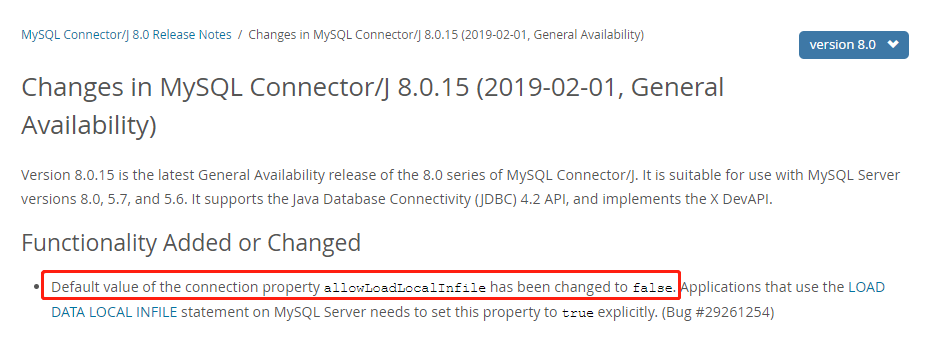 MySQL Connector/J 8.0 Release Notes / Changes in MySQL Connector/J 8.0.15 (2019-02-01, General Availability)
version 8.0
Changes in MySQL Connector/J 8.0.15 (2019-02-01, General
Availability)
Version 8.0.15 is the latest General Availability release of the 8.0 series of MySQL Connector/J. It is suitable for use with MySQL Server
versions 8.0, 5.7, and 5.6. It supports the Java Database Connectivity (JDBC) 4.2 API, and implements the X DevAPI.
Functionality Added or Changed
• Default value of the connection property allowLoadLocalInfile has been changed to false. Applications that use the LOAD
DATA LOCAL INFILE statement on MySQL Server needs to set this property to true explicitly. (Bug #29261254)